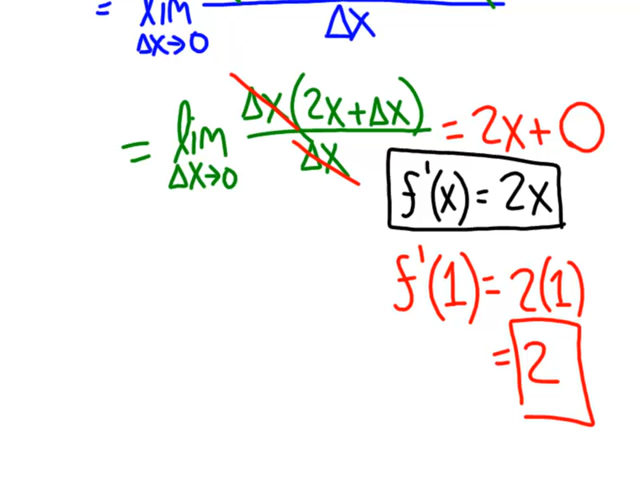 = lim
Δx→0
Δx
= lim Δx(2x+Δx) = 2x+0
Δx→0
Δx
f'(x) = 2x
f'(1) = 2(1)
= 2